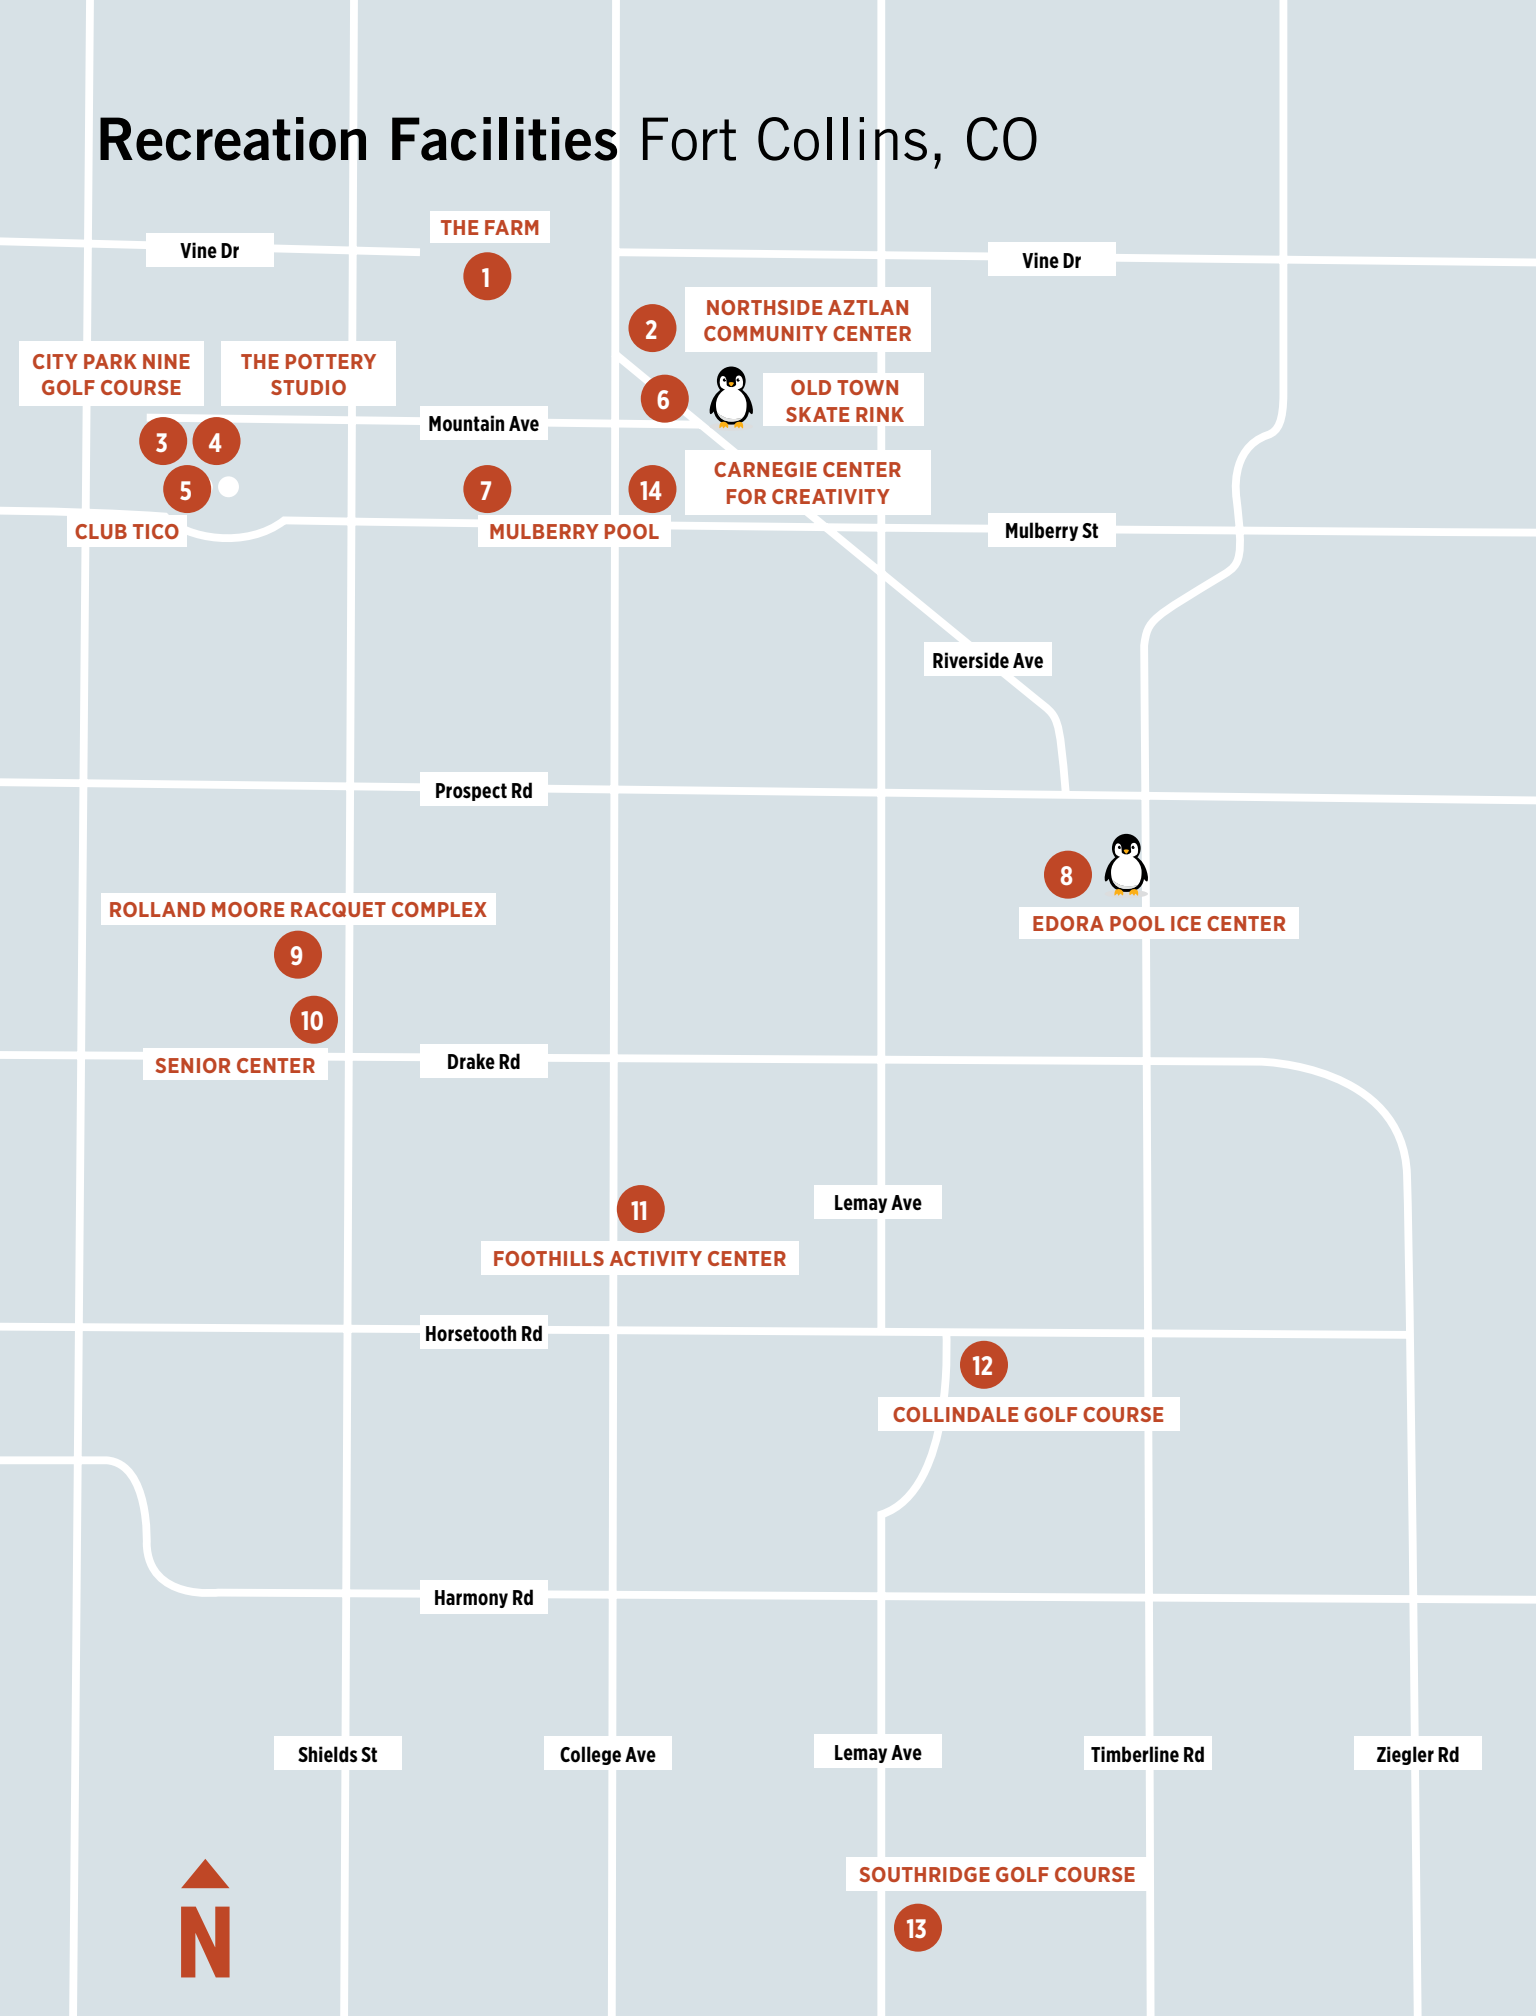 Recreation Facilities Fort Collins, CO
THE FARM
1
Vine Dr
Vine Dr
2
NORTHSIDE AZTLAN
COMMUNITY CENTER
CITY PARK NINE
GOLF COURSE
THE POTTERY
STUDIO
6
OLD TOWN
SKATE RINK
Mountain Ave
3
4
5
7
14
CARNEGIE CENTER
FOR CREATIVITY
CLUB TICO
MULBERRY POOL
Mulberry St
Riverside Ave
Prospect Rd
8
EDORA POOL ICE CENTER
ROLLAND MOORE RACQUET COMPLEX
9
10
SENIOR CENTER
Drake Rd
11
Lemay Ave
FOOTHILLS ACTIVITY CENTER
Horsetooth Rd
12
COLLINDALE GOLF COURSE
Harmony Rd
Shields St
College Ave
Lemay Ave
Timberline Rd
Ziegler Rd
SOUTHRIDGE GOLF COURSE
13
N